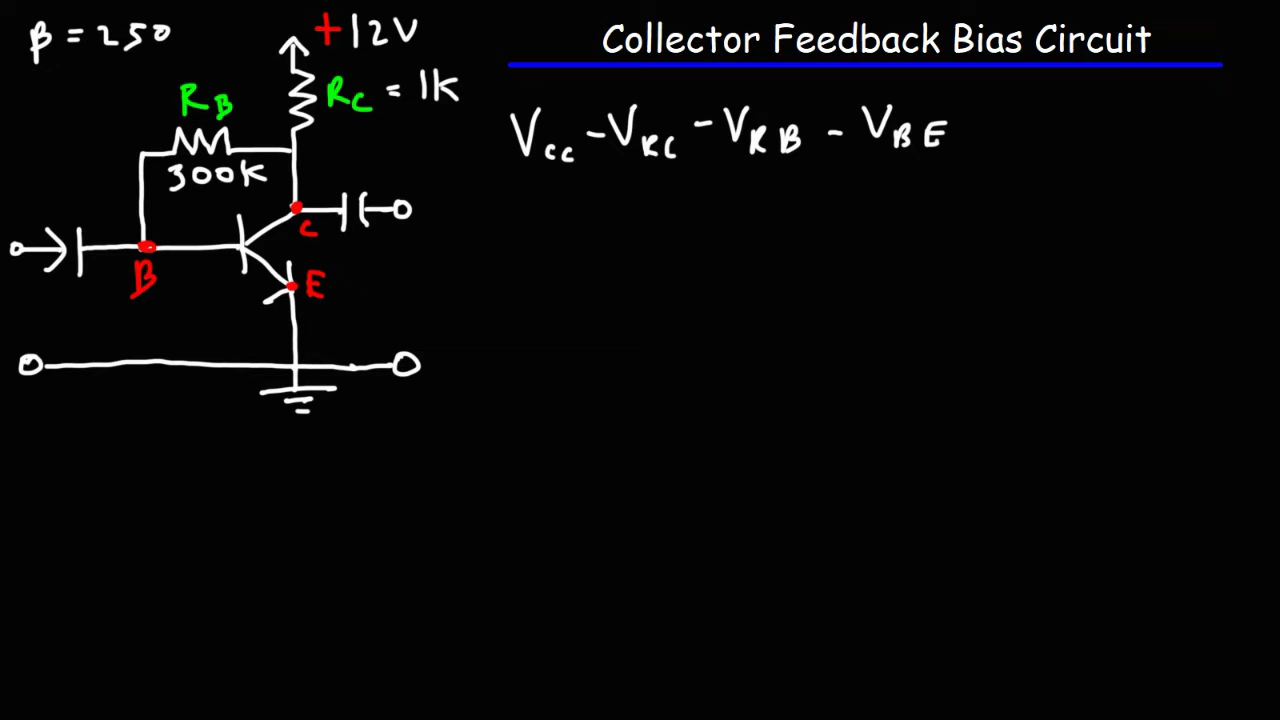 β = 250
+12V
Collector Feedback Bias Circuit
RB
RC = 1K
300K
VCC - VRC - VRB - VBE
C
B
E